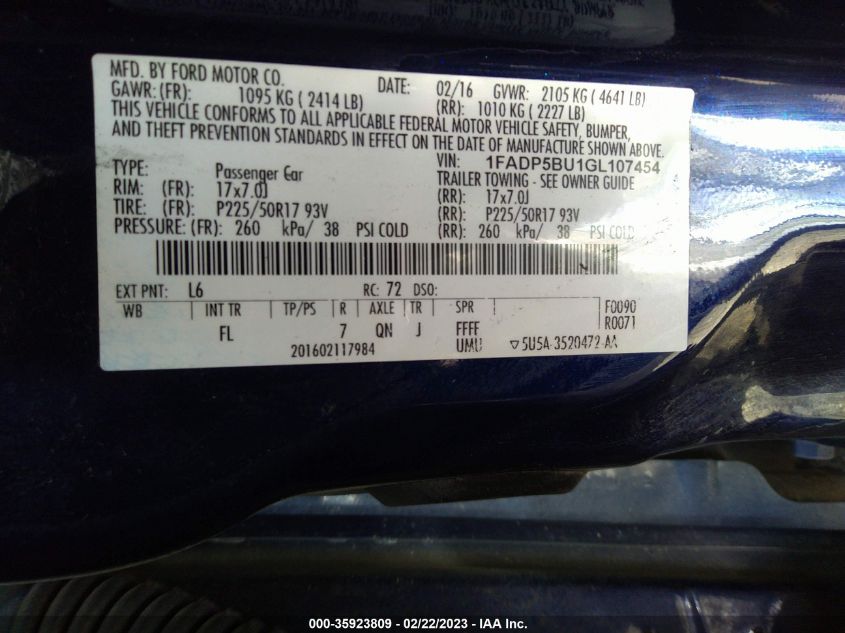 MFD. BY FORD MOTOR CO. DATE: 02/16 GVWR: 2105 KG ( 4641 LB)
GAWR: (FR): 1095 KG ( 2414 LB) (RR): 1010 KG ( 2227 LB)
THIS VEHICLE CONFORMS TO ALL APPLICABLE FEDERAL MOTOR VEHICLE SAFETY, BUMPER,
AND THEFT PREVENTION STANDARDS IN EFFECT ON THE DATE OF MANUFACTURE SHOWN ABOVE.
VIN: 1FADP5BU1GL107454
TYPE: Passenger Car TRAILER TOWING - SEE OWNER GUIDE
RIM: (FR): 17x7.0J (RR): 17x7.0J
TIRE: (FR): P225/50R17 93V (RR): P225/50R17 93V
PRESSURE: (FR): 260 kPa/ 38 PSI COLD (RR): 260 kPa/ 38 PSI COLD
EXT PNT: L6 RC: 72 DSO:
WB INT TR TP/PS R AXLE TR SPR F0090
FL 7 QN J FFFF R0071
201602117984 UMU 5U5A-3520472-AA
000-35923809 - 02/22/2023 - IAA Inc.